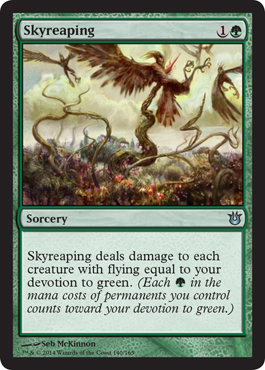 Skyreaping 1
Sorcery
Skyreaping deals damage to each
creature with flying equal to your
devotion to green. (Each in the
mana costs of permanents you control
counts toward your devotion to green.)
Seb McKinnon
™ & © 2014 Wizards of the Coast 140/165